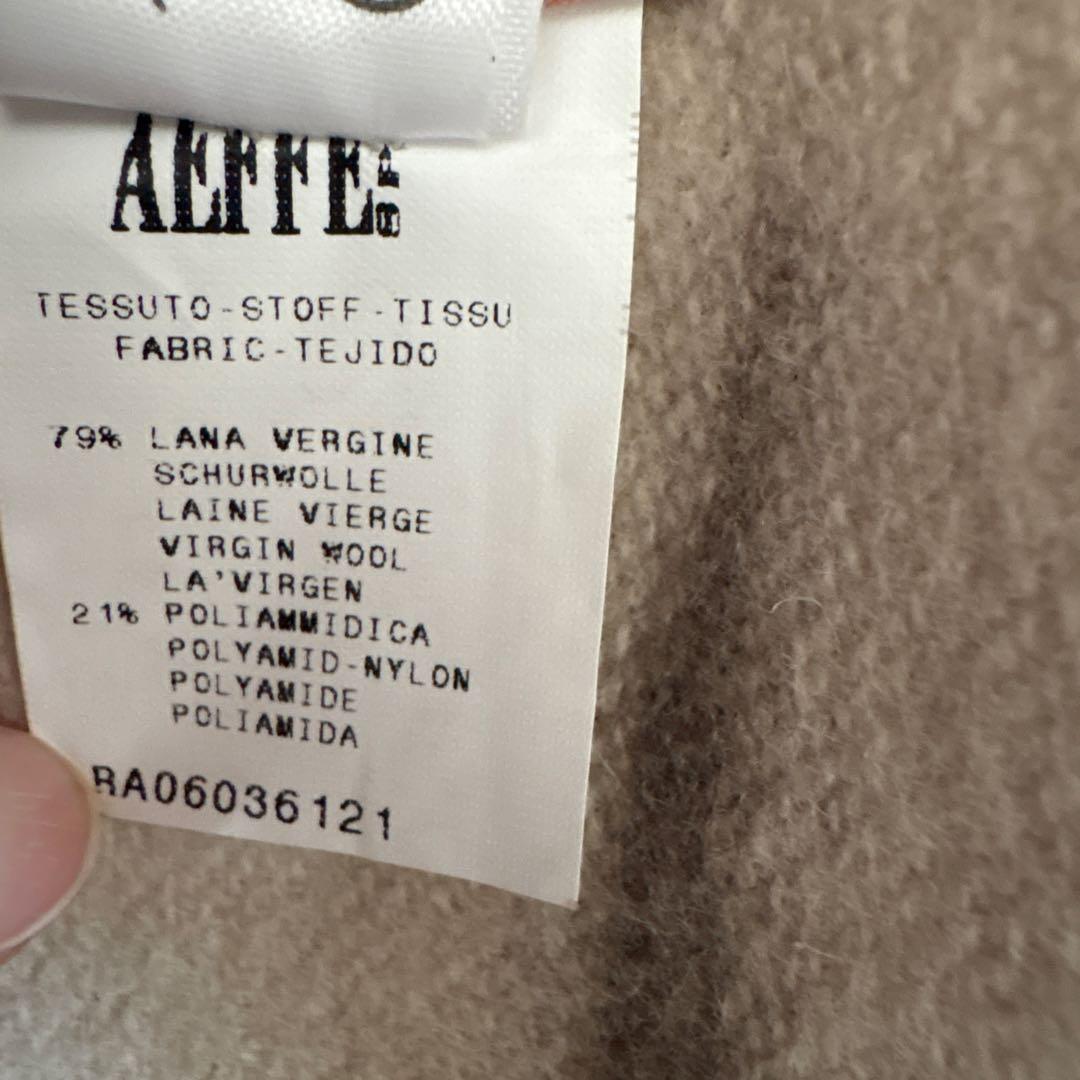 AEFFE SPA
TESSUTO-STOFF-TISSU
FABRIC-TEJIDO
79% LANA VERGINE
SCHURWOLLE
LAINE VIERGE
VIRGIN WOOL
LA'VIRGEN
21% POLIAMMIDICA
POLYAMID-NYLON
POLYAMIDE
POLIAMIDA
RA06036121